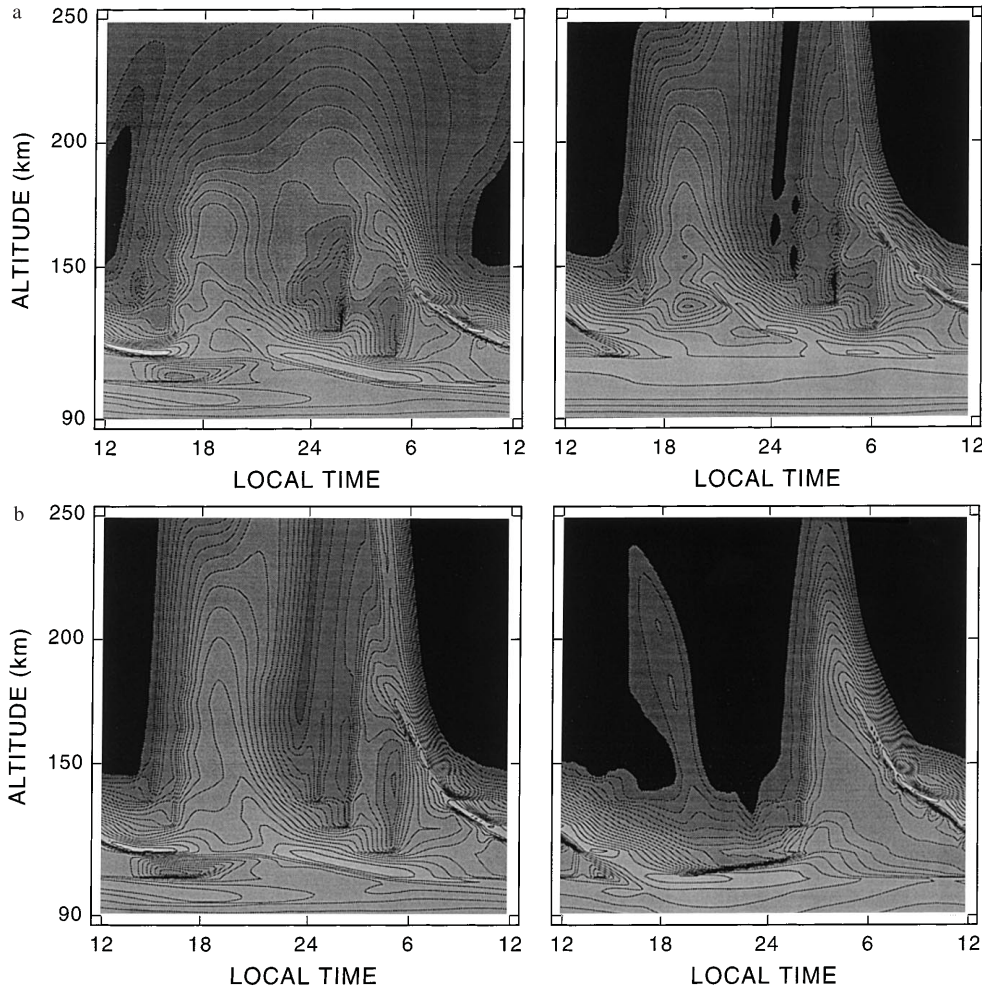 a
250
200
150
90
ALTITUDE (km)
12 18 24 6 12
LOCAL TIME
12 18 24 6 12
LOCAL TIME
b
250
200
150
90
ALTITUDE (km)
12 18 24 6 12
LOCAL TIME
12 18 24 6 12
LOCAL TIME